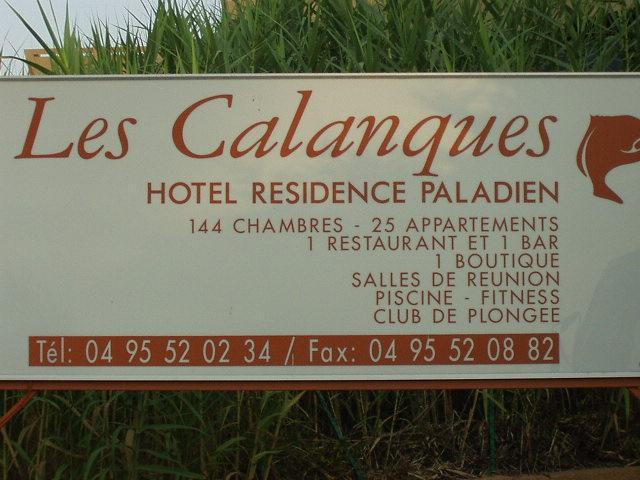 Les Calanques
HOTEL RESIDENCE PALADIEN
144 CHAMBRES - 25 APPARTEMENTS
1 RESTAURANT ET 1 BAR
1 BOUTIQUE
SALLES DE REUNION
PISCINE - FITNESS
CLUB DE PLONGEE
Tél: 04 95 52 02 34 / Fax: 04 95 52 08 82